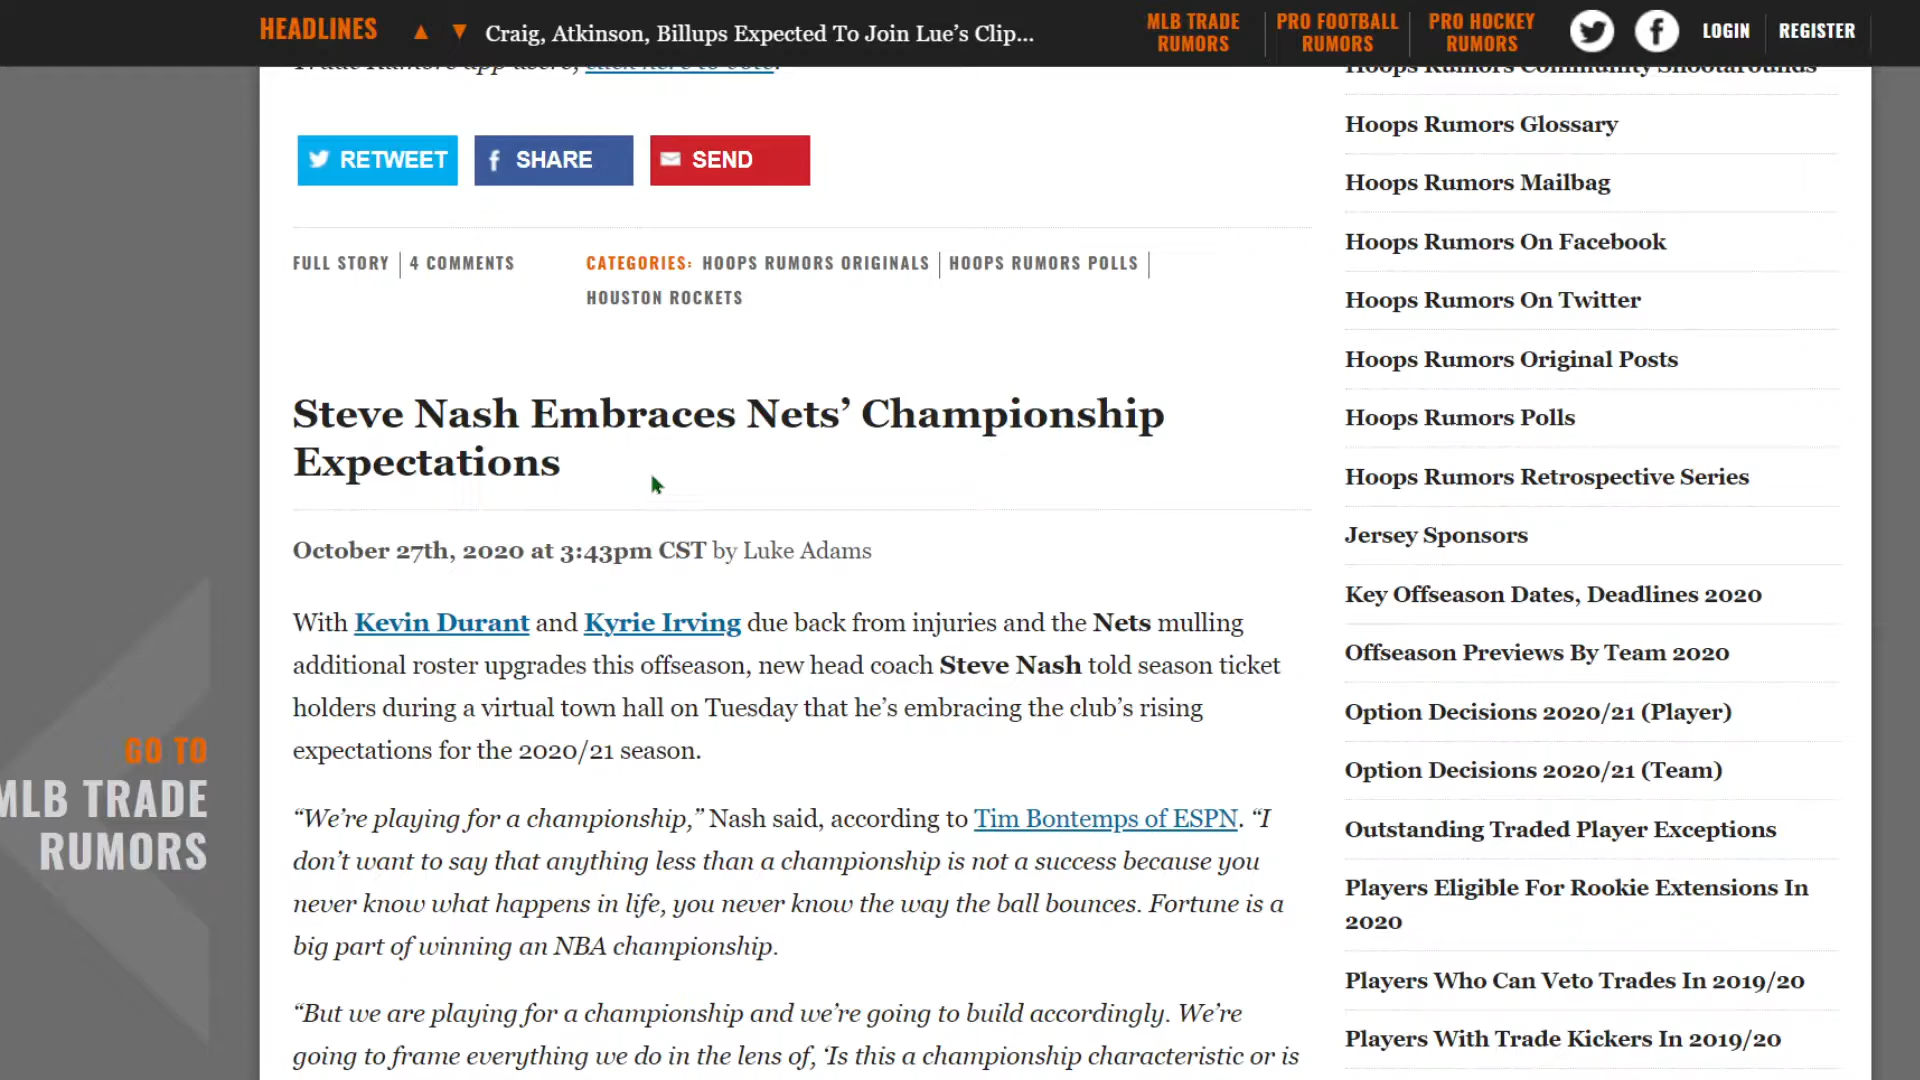 HEADLINES
Craig, Atkinson, Billups Expected To Join Lue’s Clip...
MLB TRADE
RUMORS
PRO FOOTBALL
RUMORS
PRO HOCKEY
RUMORS
LOGIN
REGISTER
Trade Rumors app users, click here to vote.
RETWEET
SHARE
SEND
FULL STORY
4 COMMENTS
CATEGORIES: HOOPS RUMORS ORIGINALS
HOOPS RUMORS POLLS
HOUSTON ROCKETS
Steve Nash Embraces Nets’ Championship
Expectations
October 27th, 2020 at 3:43pm CST by Luke Adams
With Kevin Durant and Kyrie Irving due back from injuries and the Nets mulling
additional roster upgrades this offseason, new head coach Steve Nash told season ticket
holders during a virtual town hall on Tuesday that he’s embracing the club’s rising
expectations for the 2020/21 season.
“We’re playing for a championship,” Nash said, according to Tim Bontemps of ESPN. “I
don’t want to say that anything less than a championship is not a success because you
never know what happens in life, you never know the way the ball bounces. Fortune is a
big part of winning an NBA championship.
“But we are playing for a championship and we’re going to build accordingly. We’re
going to frame everything we do in the lens of, ‘Is this a championship characteristic or is
Hoops Rumors Community Shootarounds
Hoops Rumors Glossary
Hoops Rumors Mailbag
Hoops Rumors On Facebook
Hoops Rumors On Twitter
Hoops Rumors Original Posts
Hoops Rumors Polls
Hoops Rumors Retrospective Series
Jersey Sponsors
Key Offseason Dates, Deadlines 2020
Offseason Previews By Team 2020
Option Decisions 2020/21 (Player)
Option Decisions 2020/21 (Team)
Outstanding Traded Player Exceptions
Players Eligible For Rookie Extensions In
2020
Players Who Can Veto Trades In 2019/20
Players With Trade Kickers In 2019/20
GO TO
MLB TRADE
RUMORS